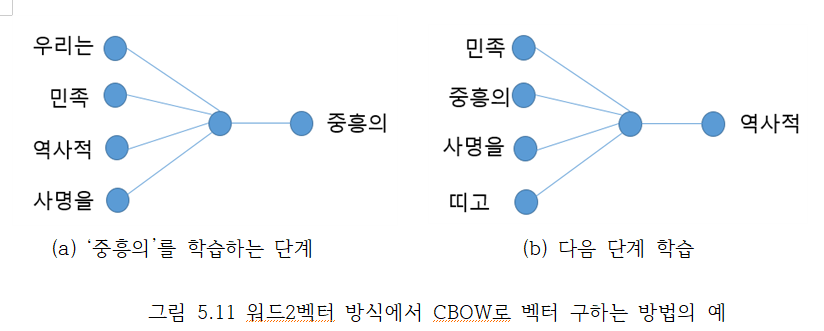 우리는
민족
역사적
사명을
중흥의
(a) ‘중흥의’를 학습하는 단계
민족
중흥의
사명을
띠고
역사적
(b) 다음 단계 학습
그림 5.11 워드2벡터 방식에서 CBOW로 벡터 구하는 방법의 예